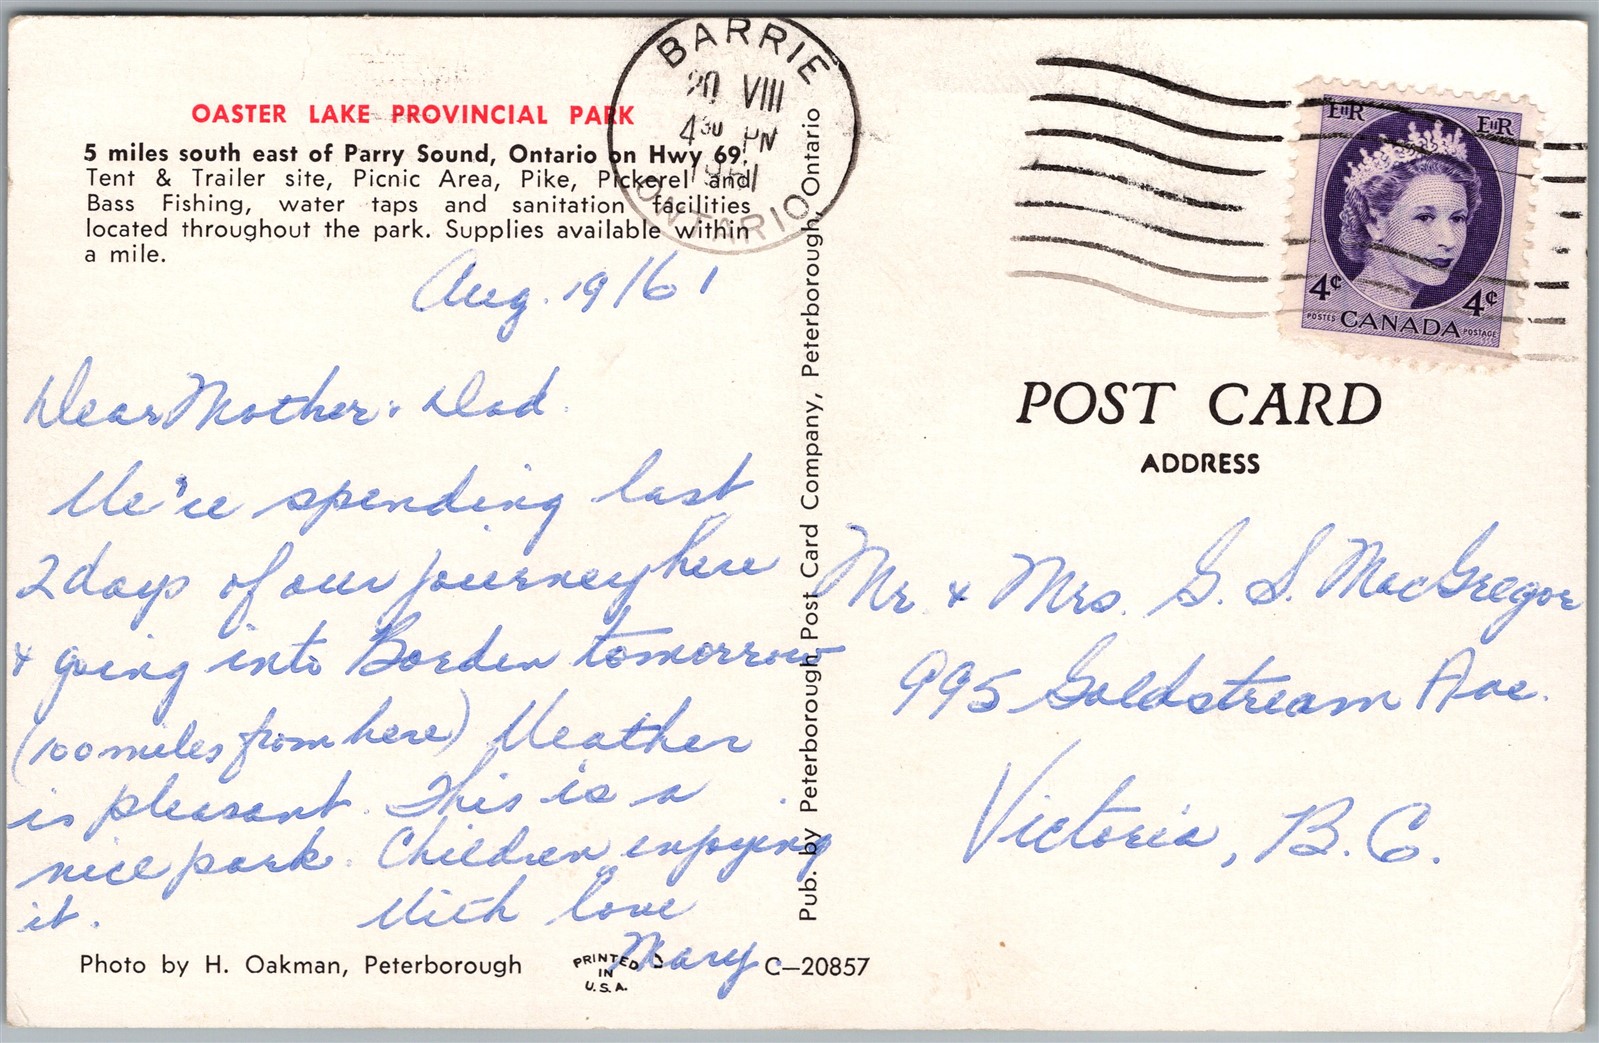 OASTER LAKE PROVINCIAL PARK
5 miles south east of Parry Sound, Ontario on Hwy 69.
Tent & Trailer site, Picnic Area, Pike, Pickerel and
Bass Fishing, water taps and sanitation facilities
located throughout the park. Supplies available within
a mile.
Aug. 19/61
Dear Mother & Dad.
We're spending last
2 days of our journey here
& going into Borden tomorrow
(100 miles from here) Weather
is pleasant. This is a
nice park. Children enjoying
it. With love
Mary.
Photo by H. Oakman, Peterborough
PRINTED
IN
U.S.A.
C-20857
Pub. by Peterborough Post Card Company, Peterborough, Ontario
BARRIE
20 VIII
4 30 PM
1961
ONTARIO
EIIR EIIR
4¢ 4¢
POSTES CANADA POSTAGE
POST CARD
ADDRESS
Mr. & Mrs. G. S. MacGregor
995 Goldstream Ave.
Victoria, B.C.